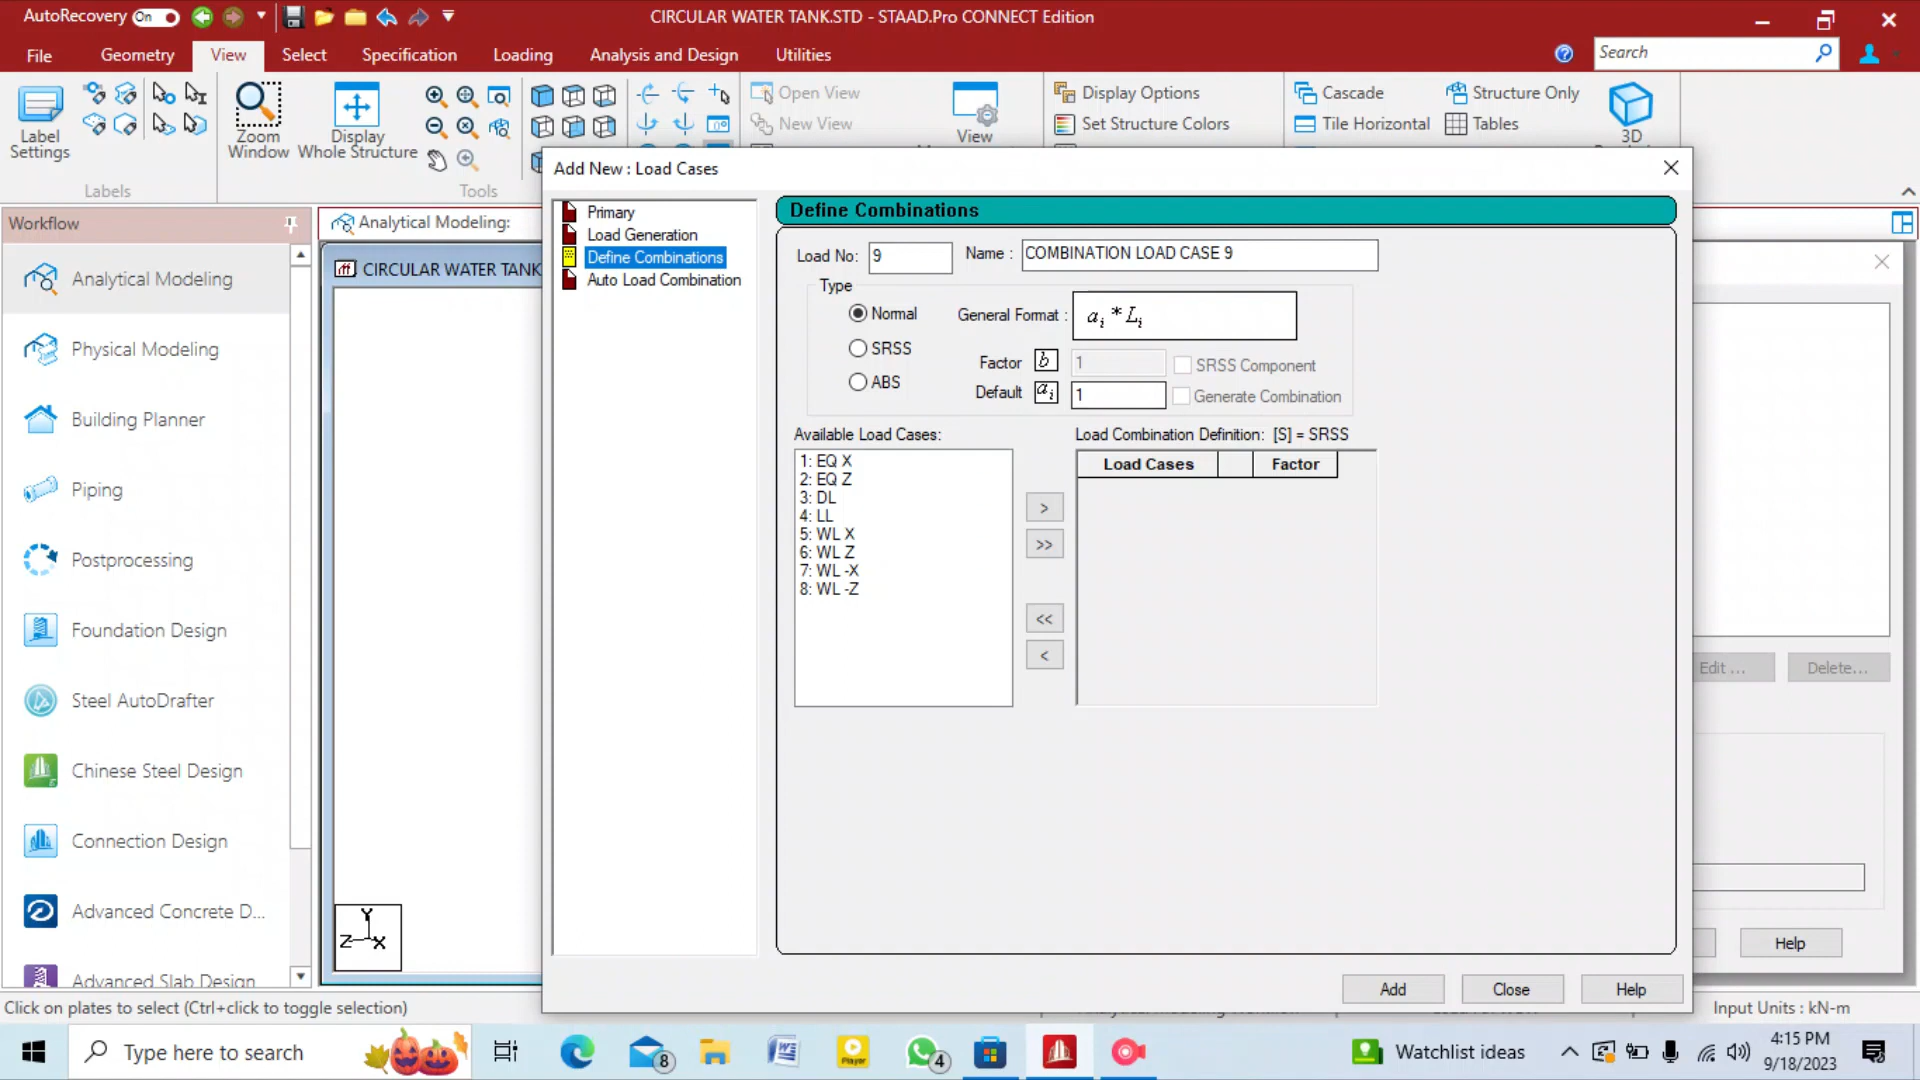 AutoRecovery On
CIRCULAR WATER TANK.STD - STAAD.Pro CONNECT Edition
File
Geometry
View
Select
Specification
Loading
Analysis and Design
Utilities
Search
Label
Settings
Labels
Zoom
Window
Display
Whole Structure
Tools
Open View
New View
View
Display Options
Set Structure Colors
Cascade
Tile Horizontal
Structure Only
Tables
3D
Workflow
Analytical Modeling
Physical Modeling
Building Planner
Piping
Postprocessing
Foundation Design
Steel AutoDrafter
Chinese Steel Design
Connection Design
Advanced Concrete D...
Advanced Slab Design
Analytical Modeling:
CIRCULAR WATER TANK
Y
Z X
Add New : Load Cases
Primary
Load Generation
Define Combinations
Auto Load Combination
Define Combinations
Load No: 9
Name : COMBINATION LOAD CASE 9
Type
Normal
SRSS
ABS
General Format : ai * Li
Factor b 1
SRSS Component
Default ai 1
Generate Combination
Available Load Cases:
1: EQ X
2: EQ Z
3: DL
4: LL
5: WL X
6: WL Z
7: WL -X
8: WL -Z
>
>>
<<
<
Load Combination Definition: [S] = SRSS
Load Cases Factor
Add
Close
Help
Edit ...
Delete...
Help
Click on plates to select (Ctrl+click to toggle selection)
Input Units : kN-m
Type here to search
8
Player
4
Watchlist ideas
4:15 PM
9/18/2023